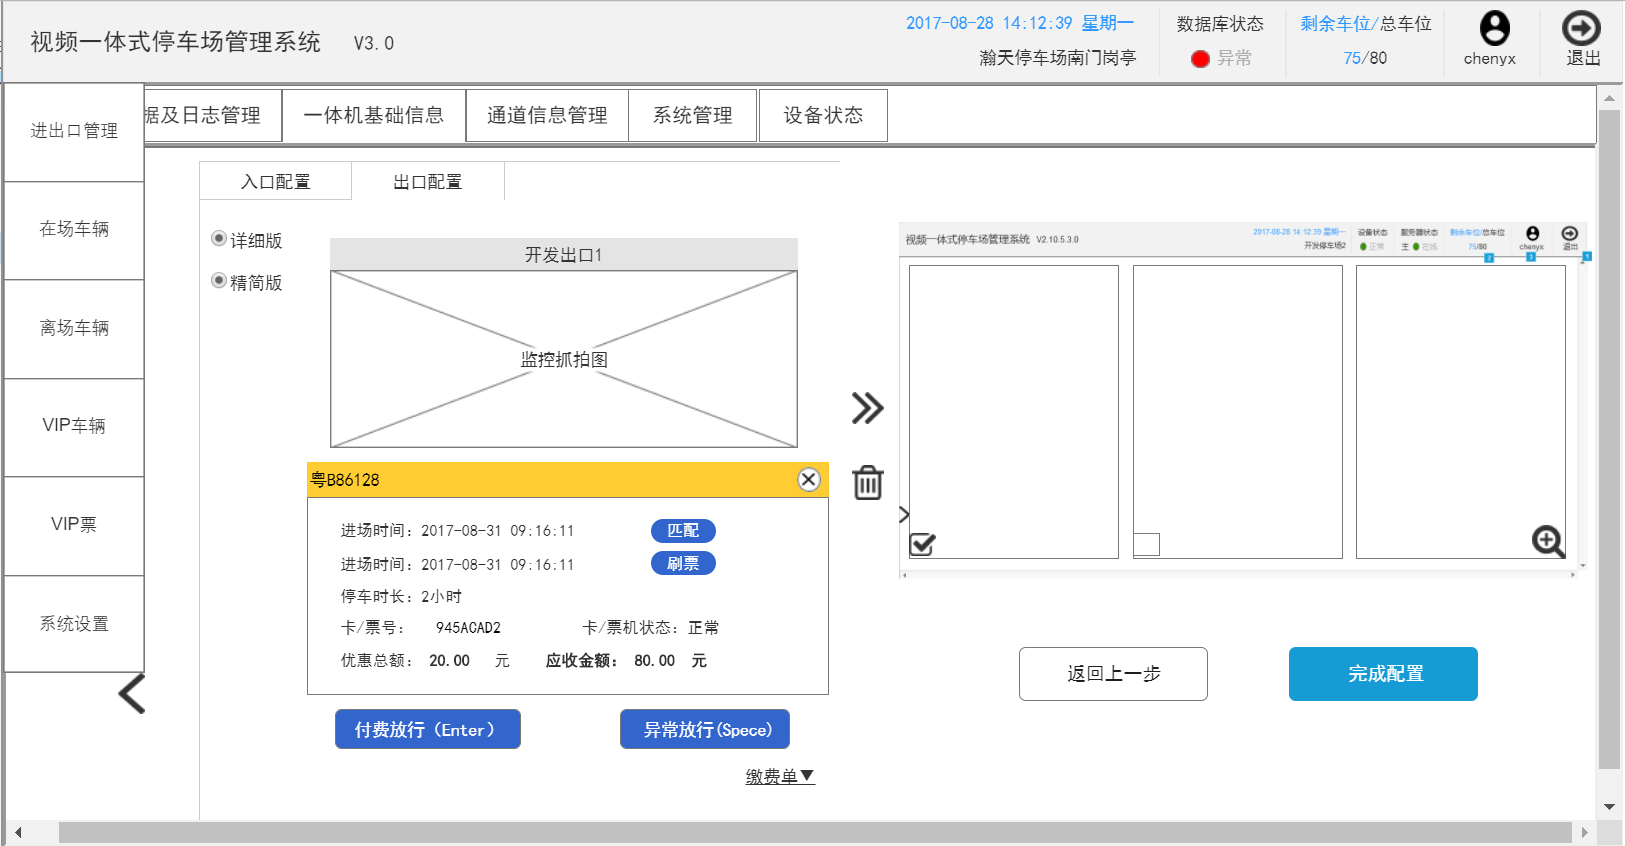 视频一体式停车场管理系统 V3.0
2017-08-28 14:12:39 星期一
瀚天停车场南门岗亭
数据库状态
异常
剩余车位/总车位
75/80
chenyx
退出
据及日志管理
一体机基础信息
通道信息管理
系统管理
设备状态
进出口管理
在场车辆
离场车辆
VIP车辆
VIP票
系统设置
入口配置
出口配置
详细版
精简版
开发出口1
监控抓拍图
粤B86128
进场时间：2017-08-31 09:16:11 匹配
进场时间：2017-08-31 09:16:11 刷票
停车时长：2小时
卡/票号： 945ACAD2 卡/票机状态：正常
优惠总额： 20.00 元 应收金额： 80.00 元
付费放行（Enter）
异常放行(Spece)
缴费单▼
视频一体式停车场管理系统 V2.10.5.3.0
2017-08-28 14:12:39 星期一
开发停车场2
设备状态
正常
服务器状态
主 在线
剩余车位/总车位
75/80
chenyx
退出
2
3
1
返回上一步
完成配置